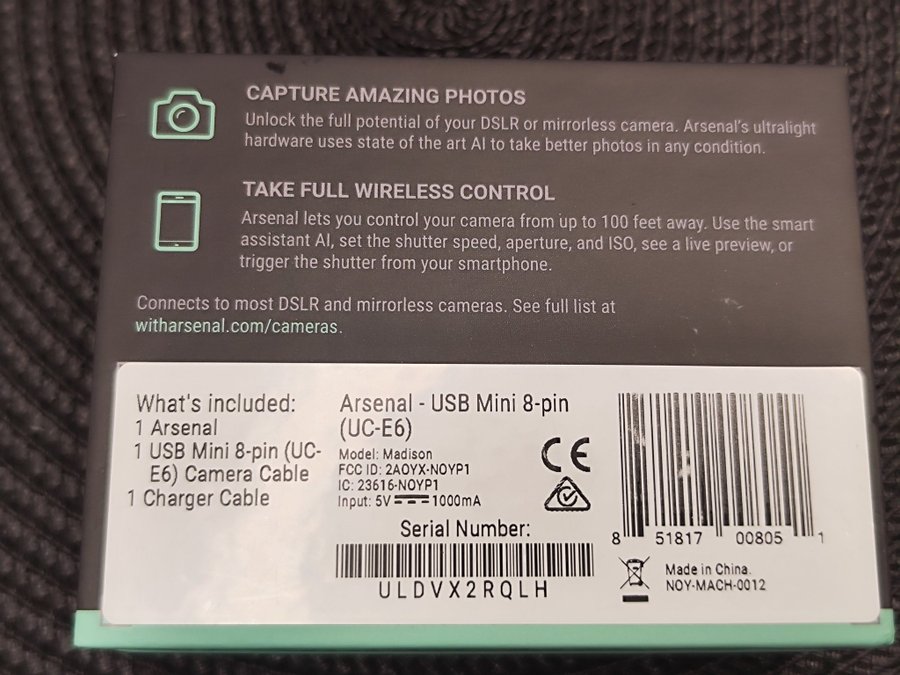 CAPTURE AMAZING PHOTOS
Unlock the full potential of your DSLR or mirrorless camera. Arsenal's ultralight
hardware uses state of the art AI to take better photos in any condition.
TAKE FULL WIRELESS CONTROL
Arsenal lets you control your camera from up to 100 feet away. Use the smart
assistant AI, set the shutter speed, aperture, and ISO, see a live preview, or
trigger the shutter from your smartphone.
Connects to most DSLR and mirrorless cameras. See full list at
witharsenal.com/cameras.
What's included:
1 Arsenal
1 USB Mini 8-pin (UC-
E6) Camera Cable
1 Charger Cable
Arsenal - USB Mini 8-pin
(UC-E6)
Model: Madison
FCC ID: 2AOYX-NOYP1
IC: 23616-NOYP1
Input: 5V 1000mA
CE
Serial Number:
ULDVX2RQLH
8 51817 00805 1
Made in China.
NOY-MACH-0012